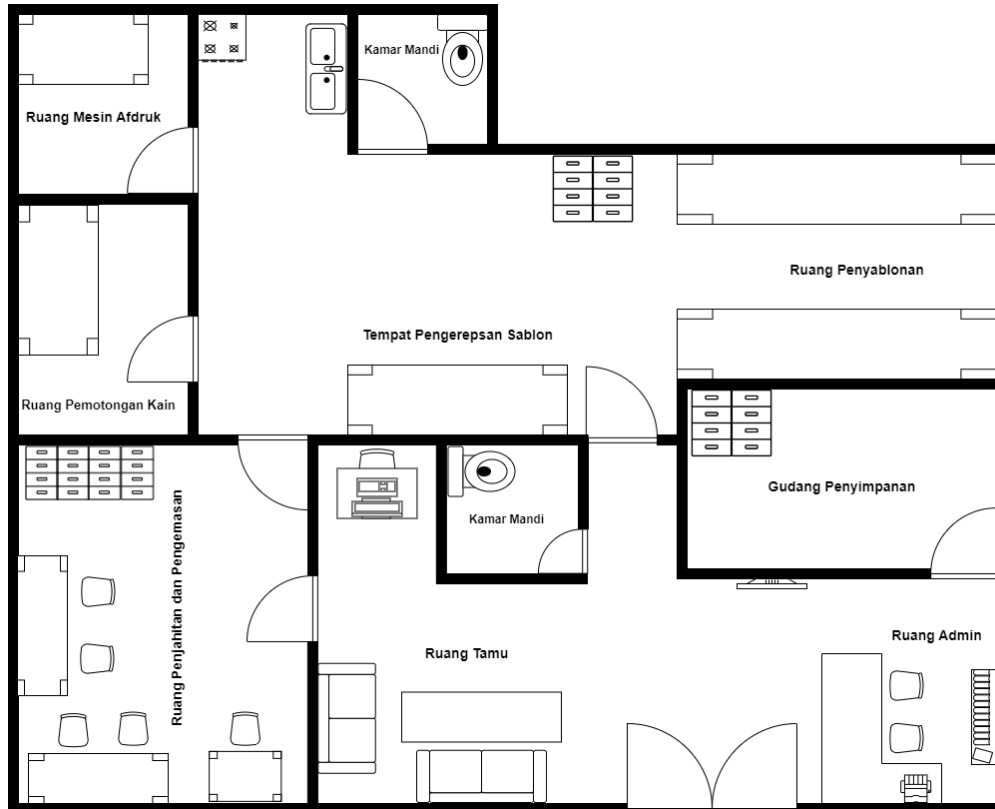 Kamar Mandi
Ruang Mesin Afdruk
Ruang Penyablonan
Tempat Pengerepsan Sablon
Ruang Pemotongan Kain
Gudang Penyimpanan
Kamar Mandi
Ruang Penjahitan dan Pengemasan
Ruang Admin
Ruang Tamu